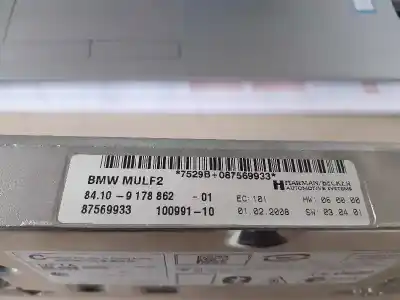 *7529B+087569933*
BMW MULF2
HARMAN/BECKER
AUTOMOTIVE SYSTEMS
84.10 -9 178 862 -01 EC: 101 HW: 06 00 00
87569933 100991-10 01.02.2008 SW: 03.04.01